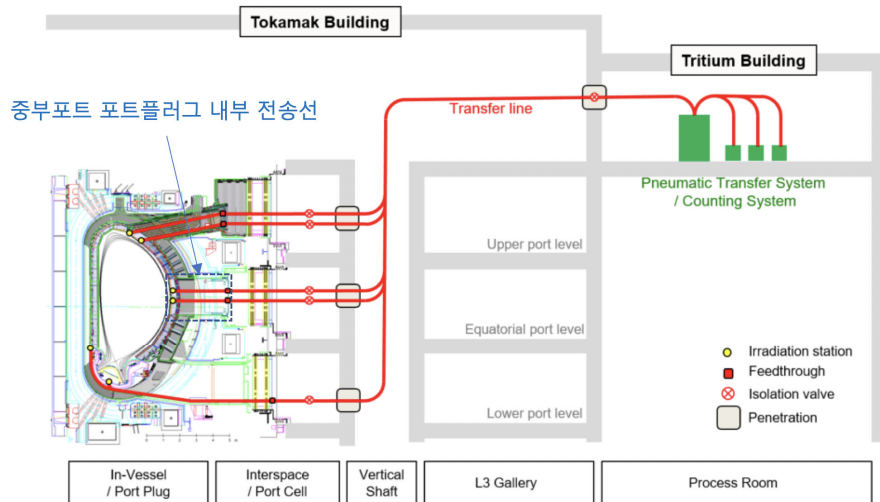 Tokamak Building
Tritium Building
중부포트 포트플러그 내부 전송선
Transfer line
Pneumatic Transfer System
/ Counting System
Upper port level
Equatorial port level
Lower port level
Irradiation station
Feedthrough
Isolation valve
Penetration
In-Vessel
/ Port Plug
Interspace
/ Port Cell
Vertical
Shaft
L3 Gallery
Process Room